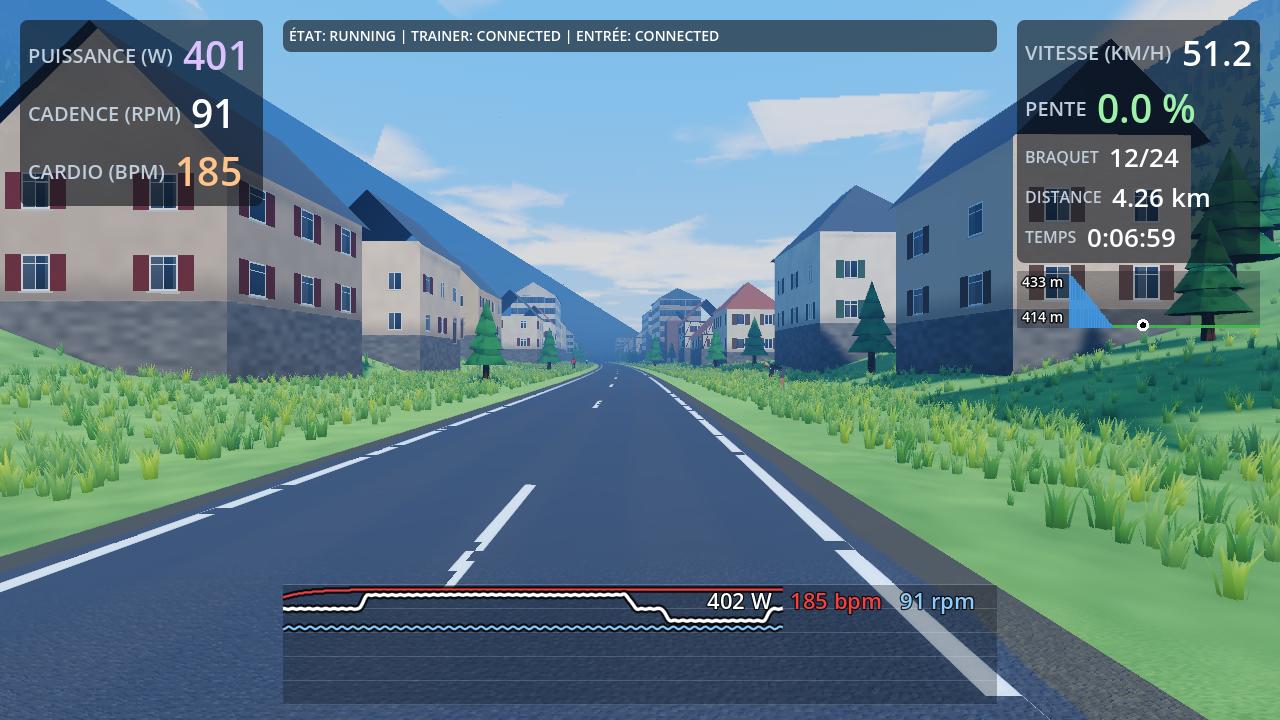 PUISSANCE (W) 401
CADENCE (RPM) 91
CARDIO (BPM) 185
ÉTAT: RUNNING | TRAINER: CONNECTED | ENTRÉE: CONNECTED
VITESSE (KM/H) 51.2
PENTE 0.0 %
BRAQUET 12/24
DISTANCE 4.26 km
TEMPS 0:06:59
433 m
414 m
402 W 185 bpm 91 rpm